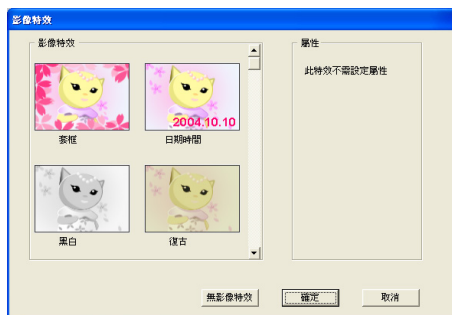 影像特效
影像特效
屬性
此特效不需設定屬性
2004.10.10
套框
日期時間
黑白
復古
無影像特效
確定
取消